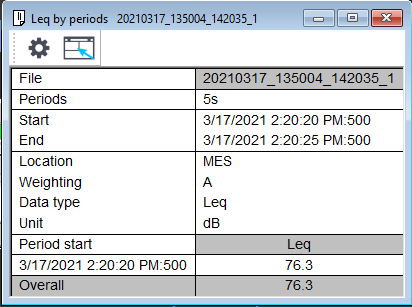 Leq by periods 20210317_135004_142035_1
File 20210317_135004_142035_1
Periods 5s
Start 3/17/2021 2:20:20 PM:500
End 3/17/2021 2:20:25 PM:500
Location MES
Weighting A
Data type Leq
Unit dB
Period start Leq
3/17/2021 2:20:20 PM:500 76.3
Overall 76.3